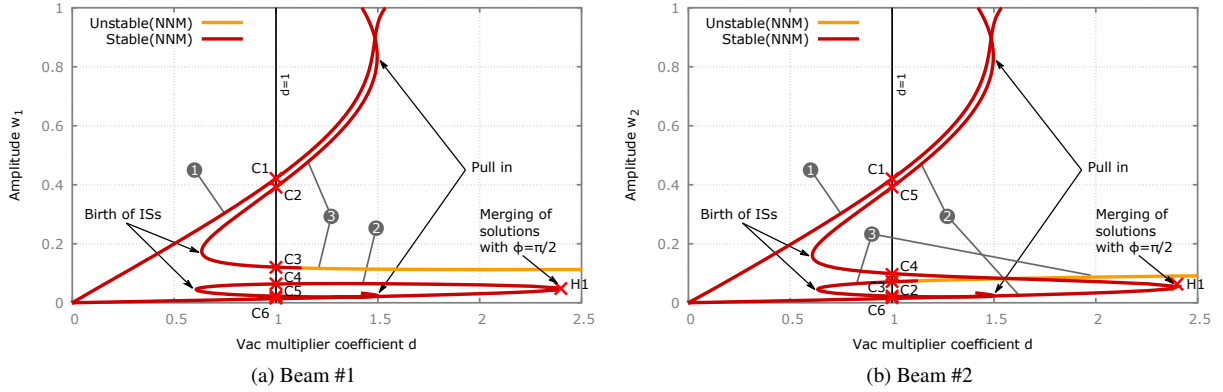 Unstable(NNM)
Stable(NNM)
d=1
1
0.8
0.6
0.4
0.2
0
Amplitude w1
1
C1
C2
3
2
Pull in
Birth of ISs
Merging of
solutions
with ϕ=π/2
C3
C4
C5
C6
H1
0
0.5
1
1.5
2
2.5
Vac multiplier coefficient d
(a) Beam #1
Unstable(NNM)
Stable(NNM)
d=1
1
0.8
0.6
0.4
0.2
0
Amplitude w2
1
C1
C5
2
3
Pull in
Birth of ISs
Merging of
solutions
with ϕ=π/2
C4
C3
C2
C6
H1
0
0.5
1
1.5
2
2.5
Vac multiplier coefficient d
(b) Beam #2